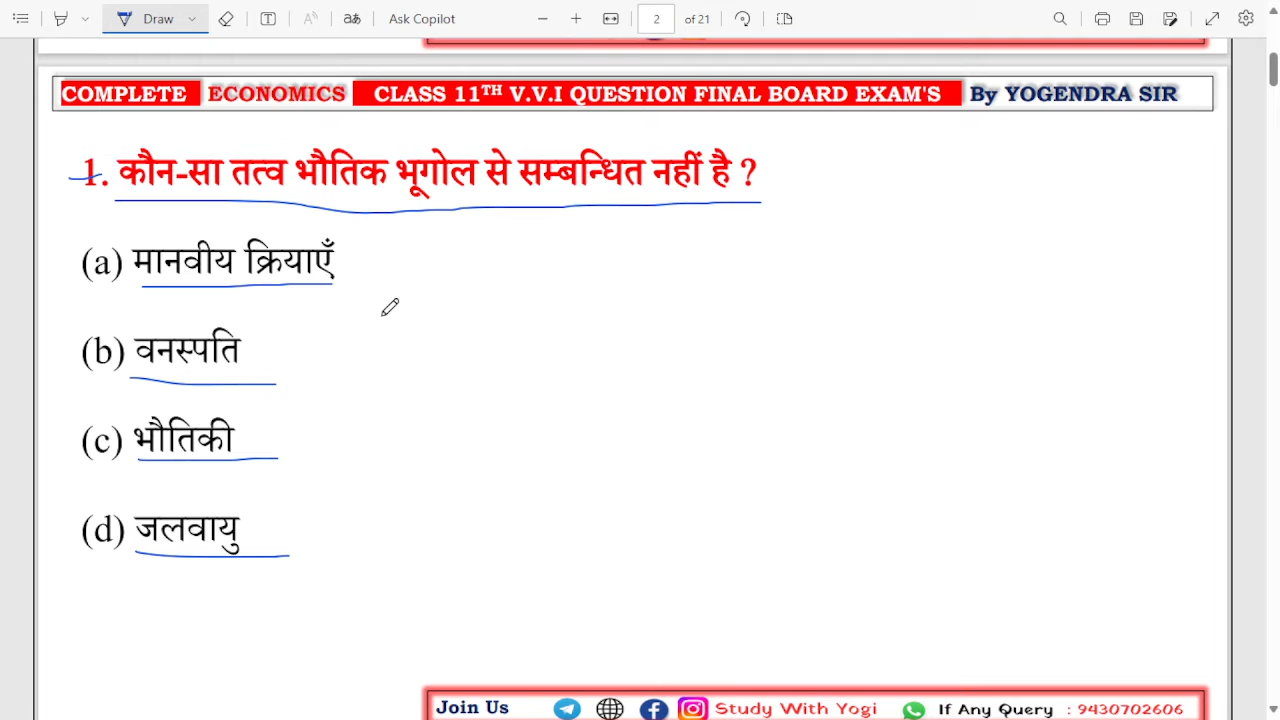 Draw
Ask Copilot
2 of 21
COMPLETE ECONOMICS CLASS 11TH V.V.I QUESTION FINAL BOARD EXAM'S By YOGENDRA SIR
1. कौन-सा तत्व भौतिक भूगोल से सम्बन्धित नहीं है ?
(a) मानवीय क्रियाएँ
(b) वनस्पति
(c) भौतिकी
(d) जलवायु
Join Us Study With Yogi If Any Query : 9430702606